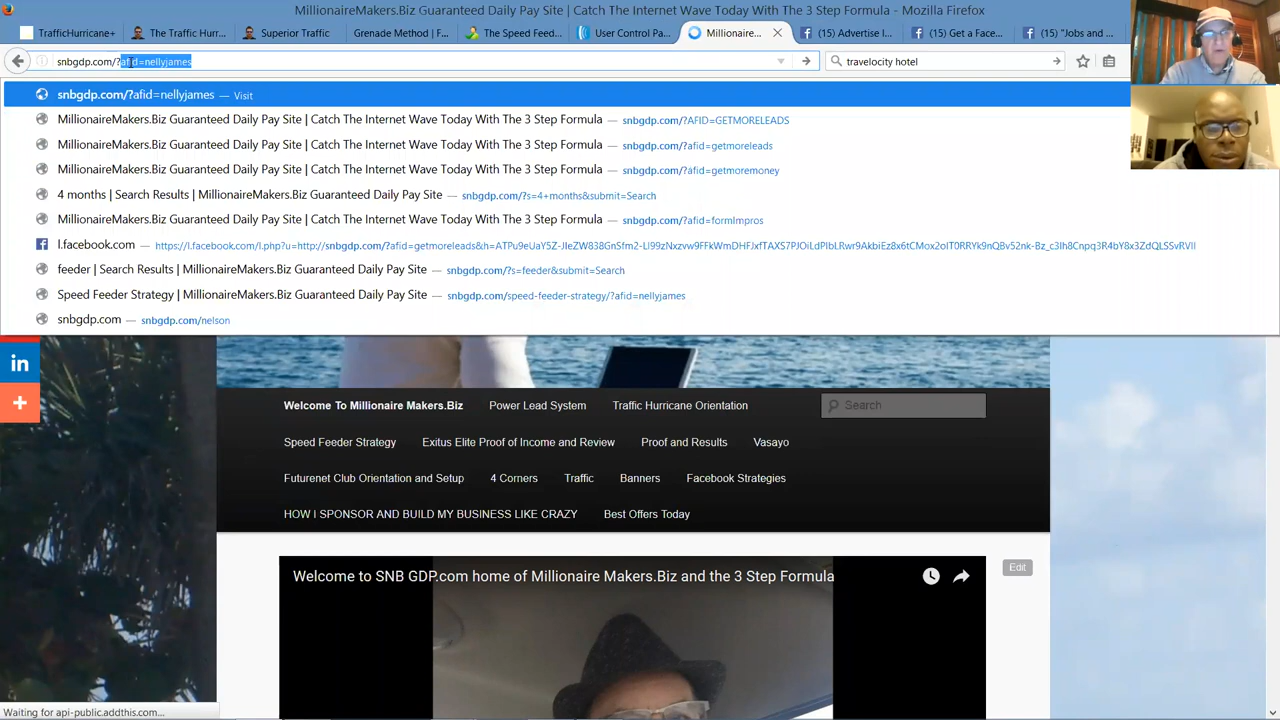 MillionaireMakers.Biz Guaranteed Daily Pay Site | Catch The Internet Wave Today With The 3 Step Formula - Mozilla Firefox
TrafficHurricane+ The Traffic Hurr... Superior Traffic Grenade Method | F... The Speed Feed... User Control Pa... Millionaire... (15) Advertise I... (15) Get a Face... (15) "Jobs and ...
snbgdp.com/?afid=nellyjames travelocity hotel
snbgdp.com/?afid=nellyjames — Visit
MillionaireMakers.Biz Guaranteed Daily Pay Site | Catch The Internet Wave Today With The 3 Step Formula — snbgdp.com/?AFID=GETMORELEADS
MillionaireMakers.Biz Guaranteed Daily Pay Site | Catch The Internet Wave Today With The 3 Step Formula — snbgdp.com/?afid=getmoreleads
MillionaireMakers.Biz Guaranteed Daily Pay Site | Catch The Internet Wave Today With The 3 Step Formula — snbgdp.com/?afid=getmoremoney
4 months | Search Results | MillionaireMakers.Biz Guaranteed Daily Pay Site — snbgdp.com/?s=4+months&submit=Search
MillionaireMakers.Biz Guaranteed Daily Pay Site | Catch The Internet Wave Today With The 3 Step Formula — snbgdp.com/?afid=formImpros
l.facebook.com —
feeder | Search Results | MillionaireMakers.Biz Guaranteed Daily Pay Site — snbgdp.com/?s=feeder&submit=Search
Speed Feeder Strategy | MillionaireMakers.Biz Guaranteed Daily Pay Site — snbgdp.com/speed-feeder-strategy/?afid=nellyjames
snbgdp.com — snbgdp.com/nelson
in
Welcome To Millionaire Makers.Biz Power Lead System Traffic Hurricane Orientation Search
Speed Feeder Strategy Exitus Elite Proof of Income and Review Proof and Results Vasayo
Futurenet Club Orientation and Setup 4 Corners Traffic Banners Facebook Strategies
HOW I SPONSOR AND BUILD MY BUSINESS LIKE CRAZY Best Offers Today
Welcome to SNB GDP.com home of Millionaire Makers.Biz and the 3 Step Formula
Edit
Waiting for api-public.addthis.com...